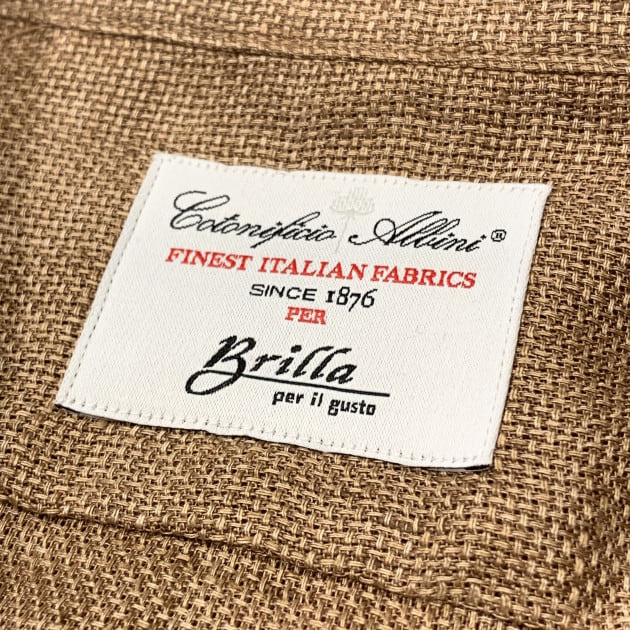 Cotonificio Albini®
FINEST ITALIAN FABRICS
SINCE 1876
PER
Brilla
per il gusto